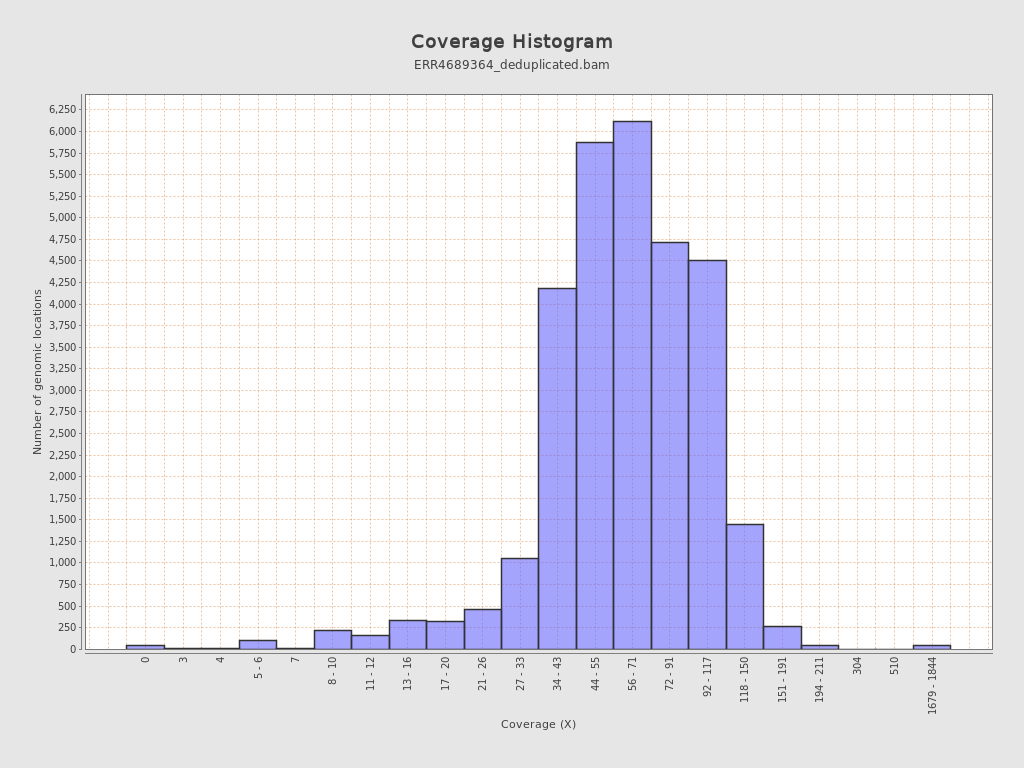 Coverage Histogram
ERR4689364_deduplicated.bam
Number of genomic locations
6,250
6,000
5,750
5,500
5,250
5,000
4,750
4,500
4,250
4,000
3,750
3,500
3,250
3,000
2,750
2,500
2,250
2,000
1,750
1,500
1,250
1,000
750
500
250
0
0
3
4
5 - 6
7
8 - 10
11 - 12
13 - 16
17 - 20
21 - 26
27 - 33
34 - 43
44 - 55
56 - 71
72 - 91
92 - 117
118 - 150
151 - 191
194 - 211
304
510
1679 - 1844
Coverage (X)